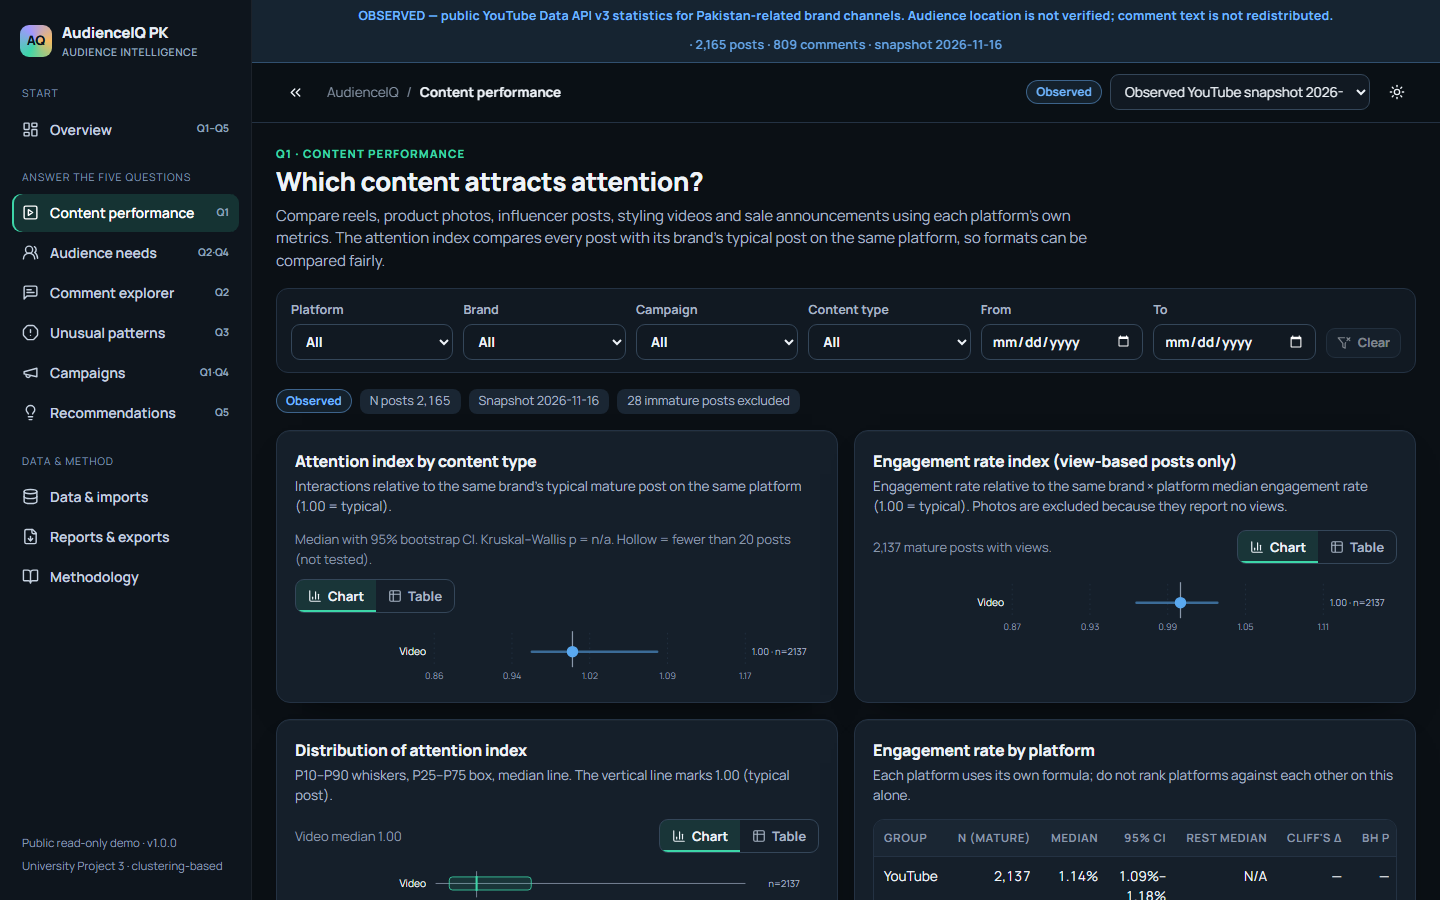 AQ
AudienceIQ PK
AUDIENCE INTELLIGENCE
START
Overview Q1–Q5
ANSWER THE FIVE QUESTIONS
Content performance Q1
Audience needs Q2·Q4
Comment explorer Q2
Unusual patterns Q3
Campaigns Q1·Q4
Recommendations Q5
DATA & METHOD
Data & imports
Reports & exports
Methodology
Public read-only demo · v1.0.0
University Project 3 · clustering-based
OBSERVED — public YouTube Data API v3 statistics for Pakistan-related brand channels. Audience location is not verified; comment text is not redistributed.
· 2,165 posts · 809 comments · snapshot 2026-11-16
« AudienceIQ / Content performance
Observed
Observed YouTube snapshot 2026-
Q1 · CONTENT PERFORMANCE
Which content attracts attention?
Compare reels, product photos, influencer posts, styling videos and sale announcements using each platform's own
metrics. The attention index compares every post with its brand's typical post on the same platform, so formats can be
compared fairly.
Platform Brand Campaign Content type From To
All All All All mm/dd/yyyy mm/dd/yyyy Clear
Observed N posts 2,165 Snapshot 2026-11-16 28 immature posts excluded
Attention index by content type
Interactions relative to the same brand's typical mature post on the same platform
(1.00 = typical).
Median with 95% bootstrap CI. Kruskal–Wallis p = n/a. Hollow = fewer than 20 posts
(not tested).
Chart Table
Video 1.00 · n=2137
0.86 0.94 1.02 1.09 1.17
Engagement rate index (view-based posts only)
Engagement rate relative to the same brand × platform median engagement rate
(1.00 = typical). Photos are excluded because they report no views.
2,137 mature posts with views. Chart Table
Video 1.00 · n=2137
0.87 0.93 0.99 1.05 1.11
Distribution of attention index
P10–P90 whiskers, P25–P75 box, median line. The vertical line marks 1.00 (typical
post).
Video median 1.00 Chart Table
Video n=2137
Engagement rate by platform
Each platform uses its own formula; do not rank platforms against each other on this
alone.
GROUP N (MATURE) MEDIAN 95% CI REST MEDIAN CLIFF'S Δ BH P
YouTube 2,137 1.14% 1.09%– N/A — —
1.18%